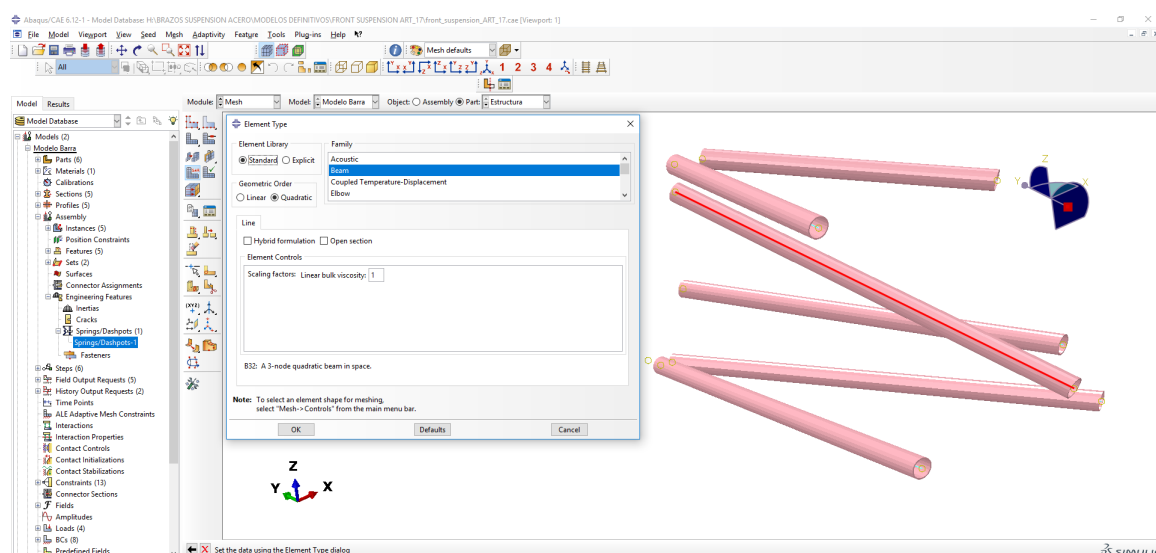 Abaqus/CAE 6.12-1 - Model Database: H:\BRAZOS SUSPENSION ACERO\MODELOS DEFINITIVOS\FRONT SUSPENSION ART_17\front_suspension_ART_17.cae [Viewport: 1]
File Model Viewport View Seed Mesh Adaptivity Feature Tools Plug-ins Help
Mesh defaults
All
1 2 3 4
Model Results
Module: Mesh Model: Modelo Barra Object: Assembly Part: Estructura
Model Database
Models (2)
Modelo Barra
Parts (6)
Materials (1)
Calibrations
Sections (5)
Profiles (5)
Assembly
Instances (5)
Position Constraints
Features (5)
Sets (2)
Surfaces
Connector Assignments
Engineering Features
Inertias
Cracks
Springs/Dashpots (1)
Springs/Dashpots-1
Fasteners
Steps (6)
Field Output Requests (5)
History Output Requests (2)
Time Points
ALE Adaptive Mesh Constraints
Interactions
Interaction Properties
Contact Controls
Contact Initializations
Contact Stabilizations
Constraints (13)
Connector Sections
Fields
Amplitudes
Loads (4)
BCs (8)
Predefined Fields
Element Type
Element Library
Standard Explicit
Geometric Order
Linear Quadratic
Family
Acoustic
Beam
Coupled Temperature-Displacement
Elbow
Line
Hybrid formulation Open section
Element Controls
Scaling factors: Linear bulk viscosity: 1
B32: A 3-node quadratic beam in space.
Note: To select an element shape for meshing,
select "Mesh->Controls" from the main menu bar.
OK Defaults Cancel
Z
Y X
Z
Y X
Set the data using the Element Type dialog
SIMULIA